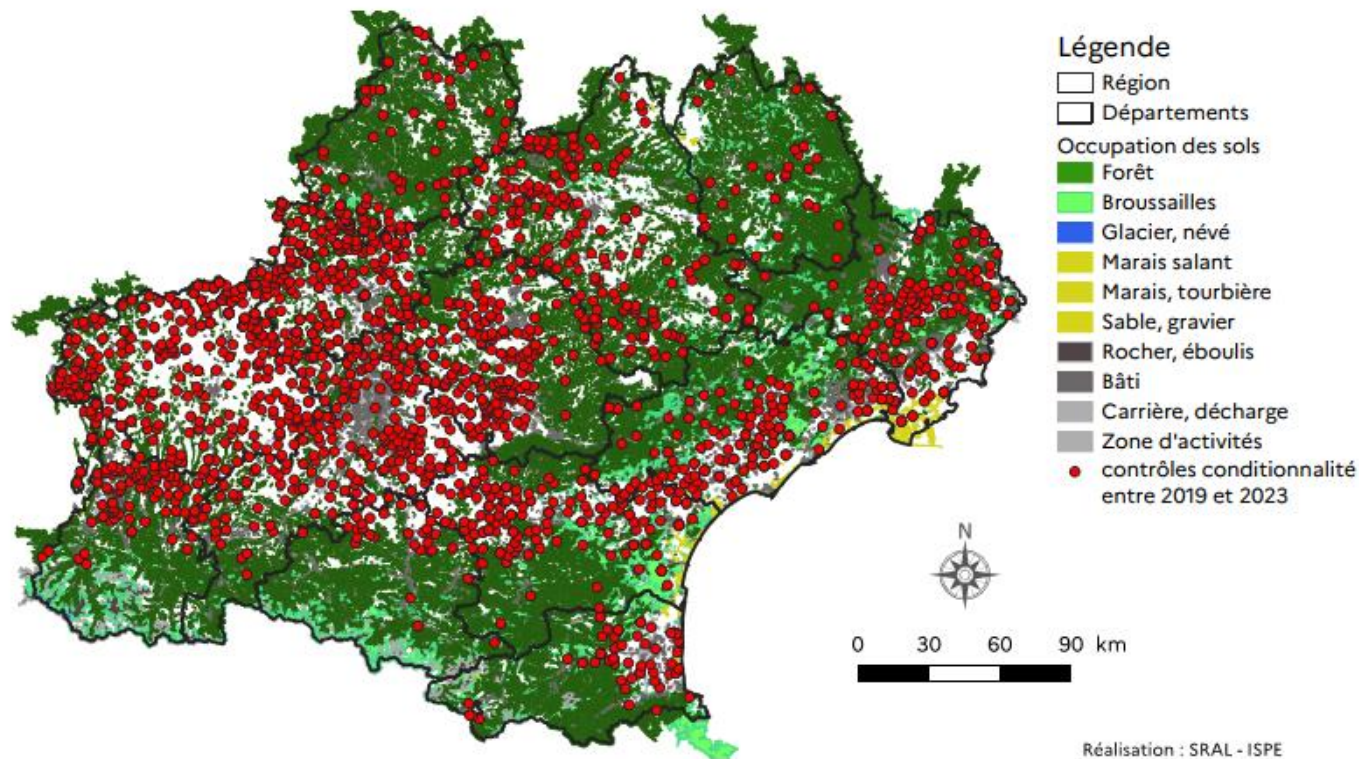 Légende
Région
Départements
Occupation des sols
Forêt
Broussailles
Glacier, névé
Marais salant
Marais, tourbière
Sable, gravier
Rocher, éboulis
Bâti
Carrière, décharge
Zone d'activités
contrôles conditionnalité
entre 2019 et 2023
N
0 30 60 90 km
Réalisation : SRAL - ISPE